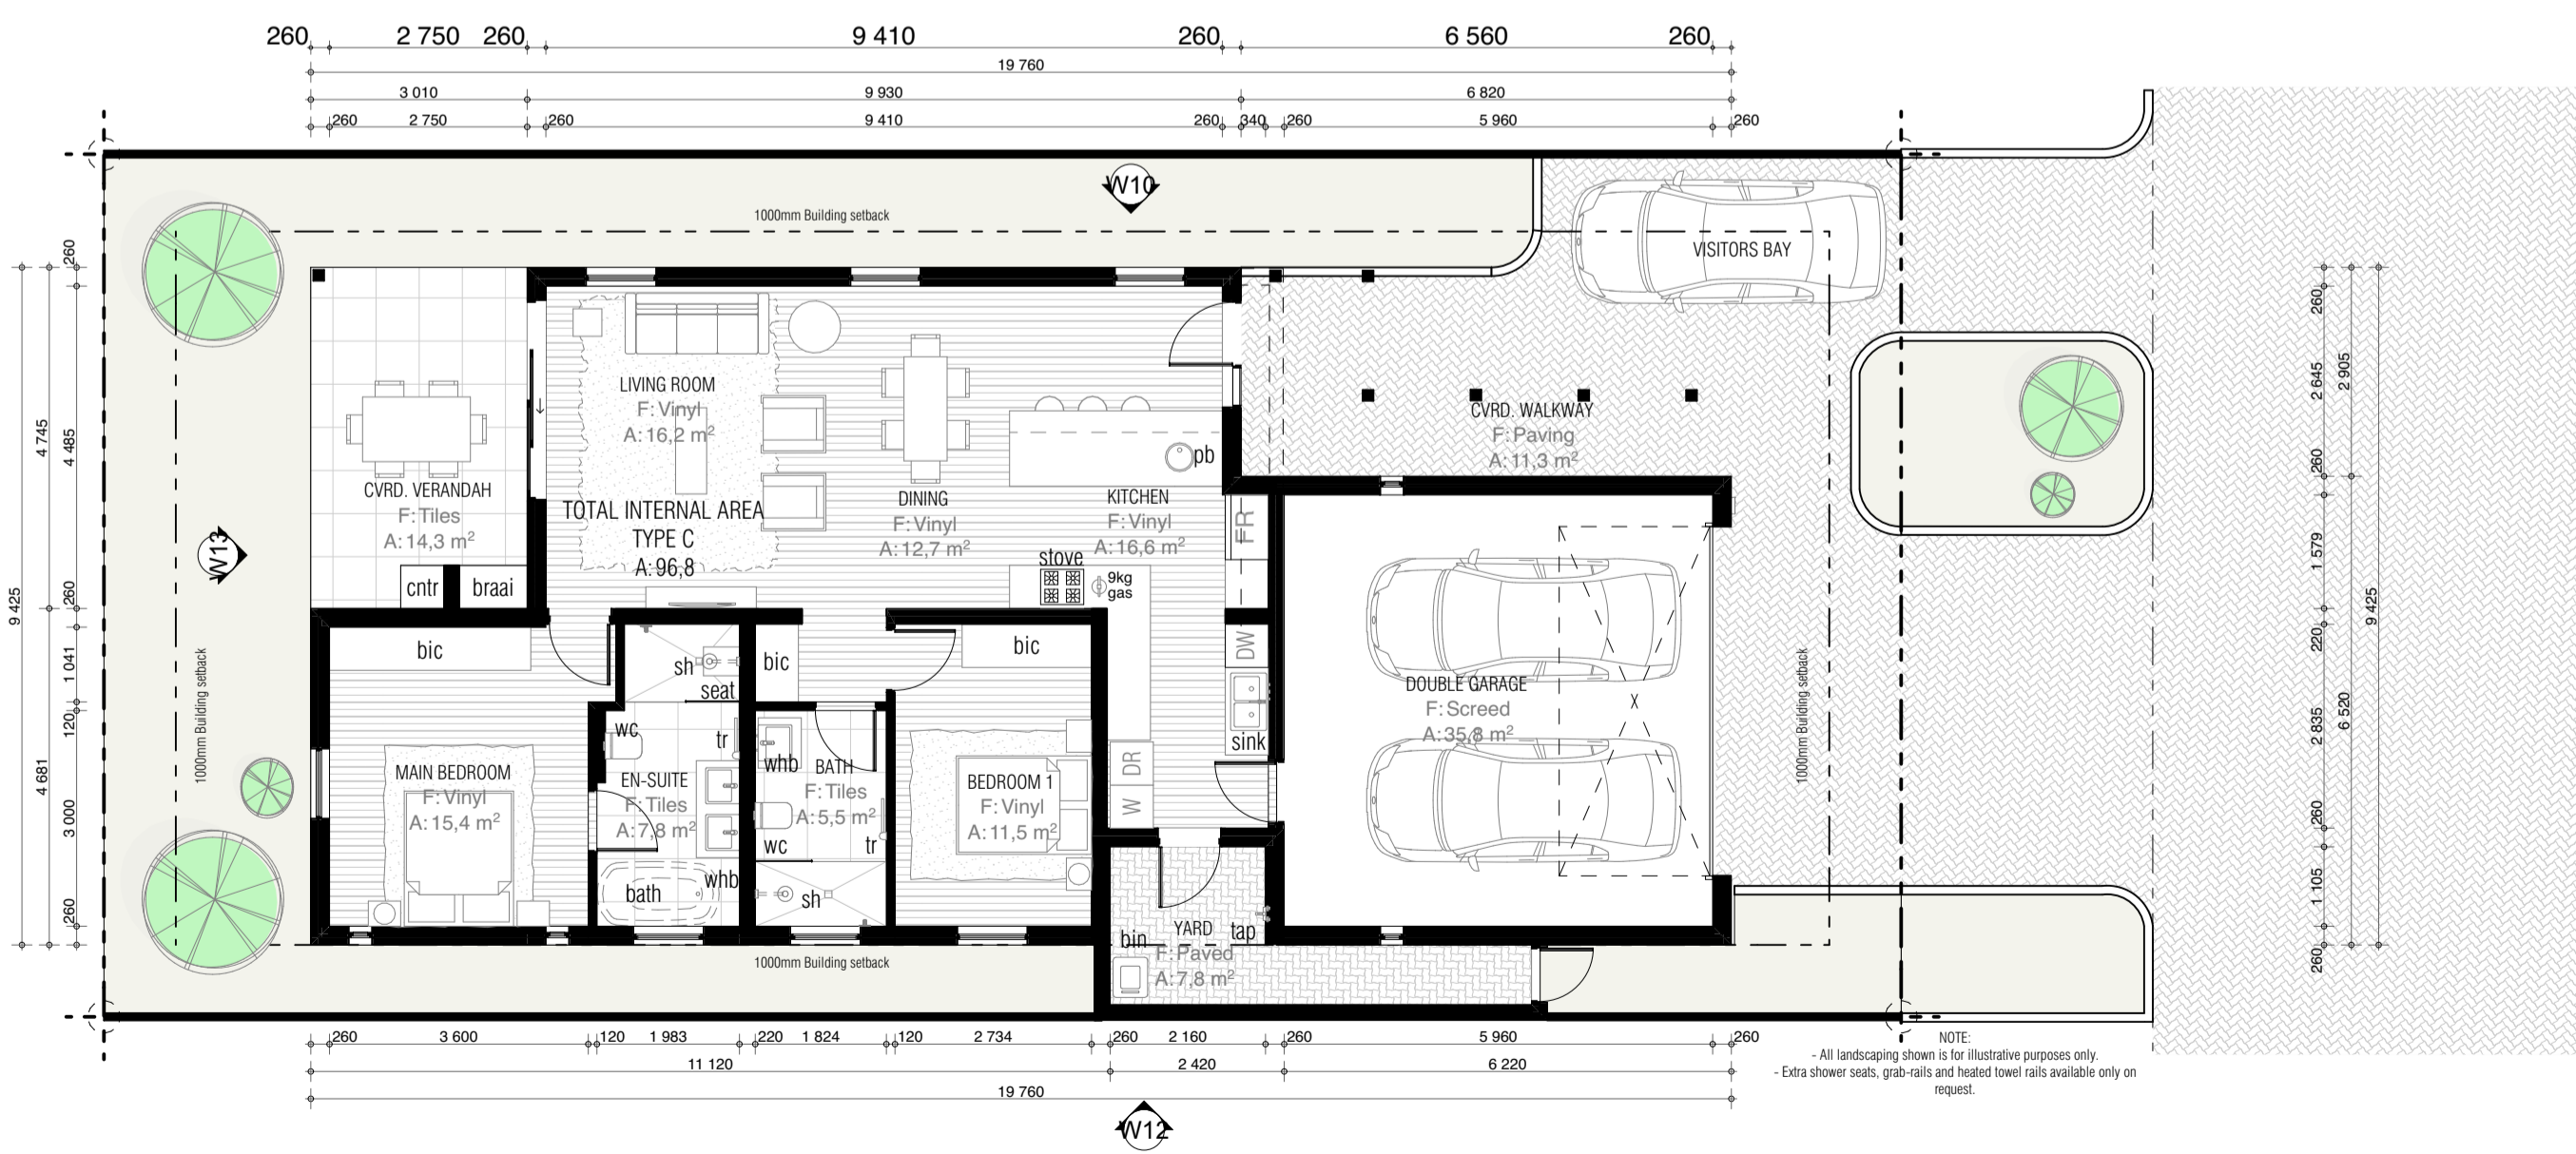 260 2 750 260 9 410 260 6 560 260
19 760
3 010 9 930 6 820
260 2 750 260 9 410 260 340 260 5 960 260
W10
1000mm Building setback
VISITORS BAY
LIVING ROOM
F: Vinyl
A: 16,2 m²
CVRD. WALKWAY
F: Paving
A: 11,3 m²
pb
CVRD. VERANDAH
F: Tiles
A: 14,3 m²
cntr
braai
TOTAL INTERNAL AREA
TYPE C
A: 96,8
DINING
F: Vinyl
A: 12,7 m²
KITCHEN
F: Vinyl
A: 16,6 m²
FR
stove
9kg
gas
W13
1000mm Building setback
bic
sh
seat
bic
bic
DW
sink
DOUBLE GARAGE
F: Screed
A: 35,8 m²
X
1000mm Building setback
wc
tr
MAIN BEDROOM
F: Vinyl
A: 15,4 m²
EN-SUITE
F: Tiles
A: 7,8 m²
bath
whb
whb
BATH
F: Tiles
A: 5,5 m²
wc
tr
sh
BEDROOM 1
F: Vinyl
A: 11,5 m²
DR
W
YARD
F: Paved
A: 7,8 m²
bin
tap
1000mm Building setback
260
4 745
4 485
260
9 425
1 041
120
4 681
3 000
260
260
2 645
2 905
260
1 579
220
9 425
2 835
6 520
260
1 105
260
260 3 600 120 1 983 220 1 824 120 2 734 260 2 160 260 5 960 260
11 120 2 420 6 220
19 760
W12
NOTE:
- All landscaping shown is for illustrative purposes only.
- Extra shower seats, grab-rails and heated towel rails available only on
request.